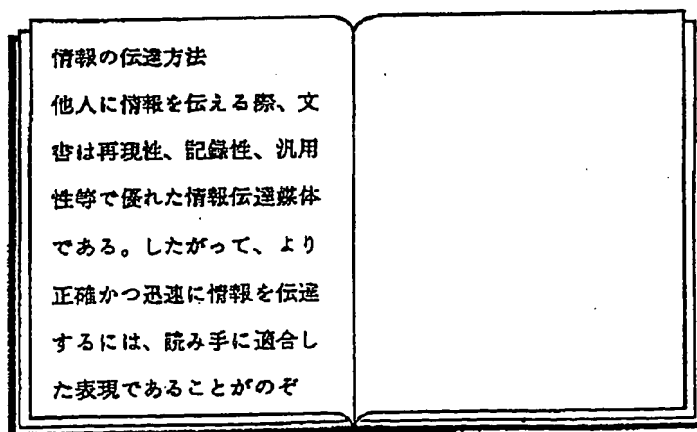 情報の伝達方法
他人に情報を伝える際、文
書は再現性、記録性、汎用
性等で優れた情報伝達媒体
である。したがって、より
正確かつ迅速に情報を伝達
するには、読み手に適合し
た表現であることがのぞ